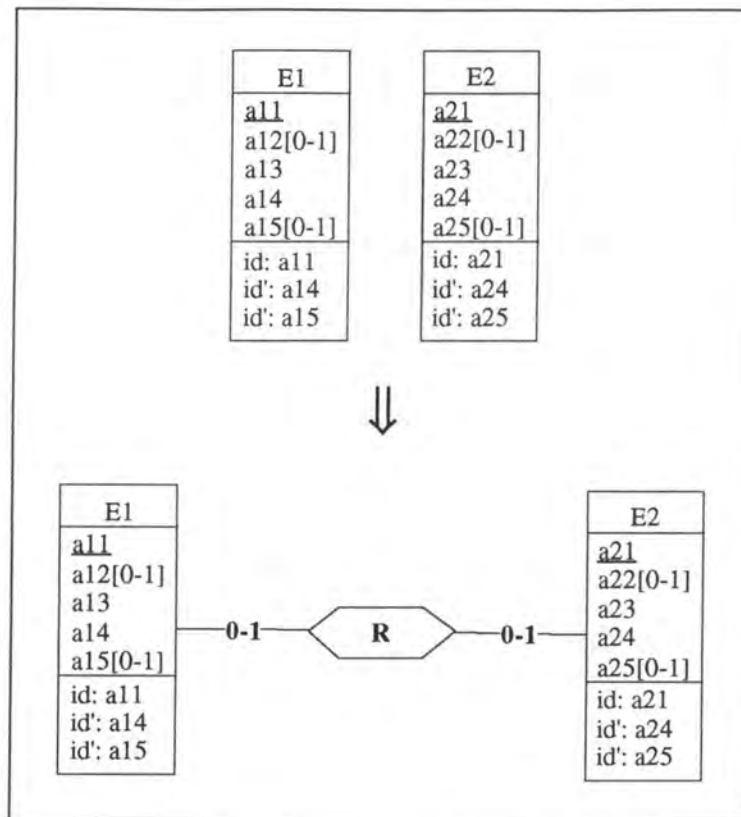 E1
a11
a12[0-1]
a13
a14
a15[0-1]
id: a11
id': a14
id': a15
E2
a21
a22[0-1]
a23
a24
a25[0-1]
id: a21
id': a24
id': a25
⇓
E1
a11
a12[0-1]
a13
a14
a15[0-1]
id: a11
id': a14
id': a15
0-1
R
0-1
E2
a21
a22[0-1]
a23
a24
a25[0-1]
id: a21
id': a24
id': a25